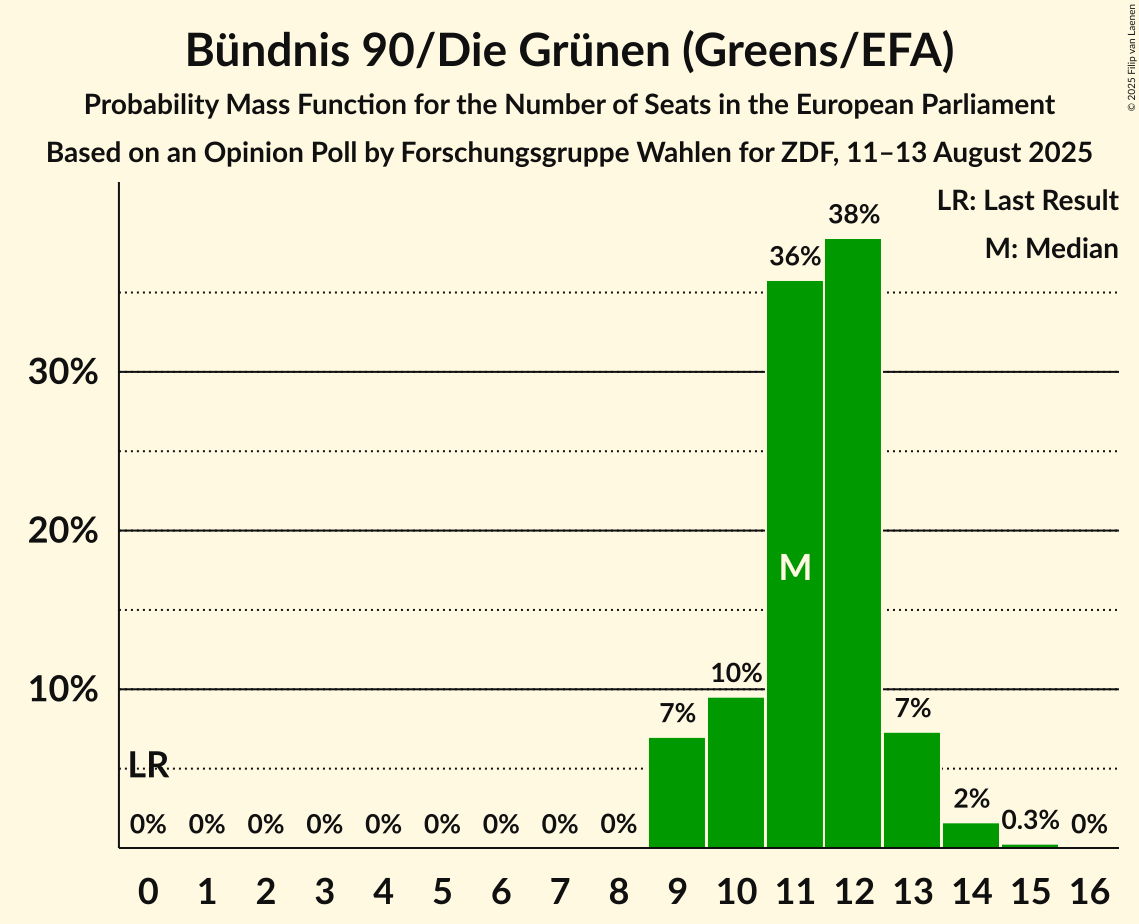 Bündnis 90/Die Grünen (Greens/EFA)
Probability Mass Function for the Number of Seats in the European Parliament
Based on an Opinion Poll by Forschungsgruppe Wahlen for ZDF, 11–13 August 2025
© 2025 Filip van Laenen
LR: Last Result
M: Median
38%
36%
30%
20%
M
10%
10%
7%
7%
LR
2%
0% 0% 0% 0% 0% 0% 0% 0% 0% 0.3% 0%
0 1 2 3 4 5 6 7 8 9 10 11 12 13 14 15 16